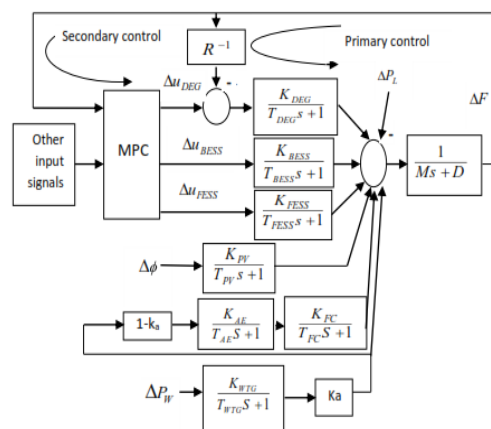 Secondary control
R⁻¹
Primary control
ΔP_L
ΔF
Δu_DEG
K_DEG
T_DEG s + 1
Other
input
signals
MPC
Δu_BESS
K_BESS
T_BESS s + 1
1
Ms + D
Δu_FESS
K_FESS
T_FESS s + 1
Δϕ
K_PV
T_PV s + 1
1-kₐ
K_AE
T_AE S + 1
K_FC
T_FC S + 1
ΔP_W
K_WTG
T_WTG S + 1
Ka